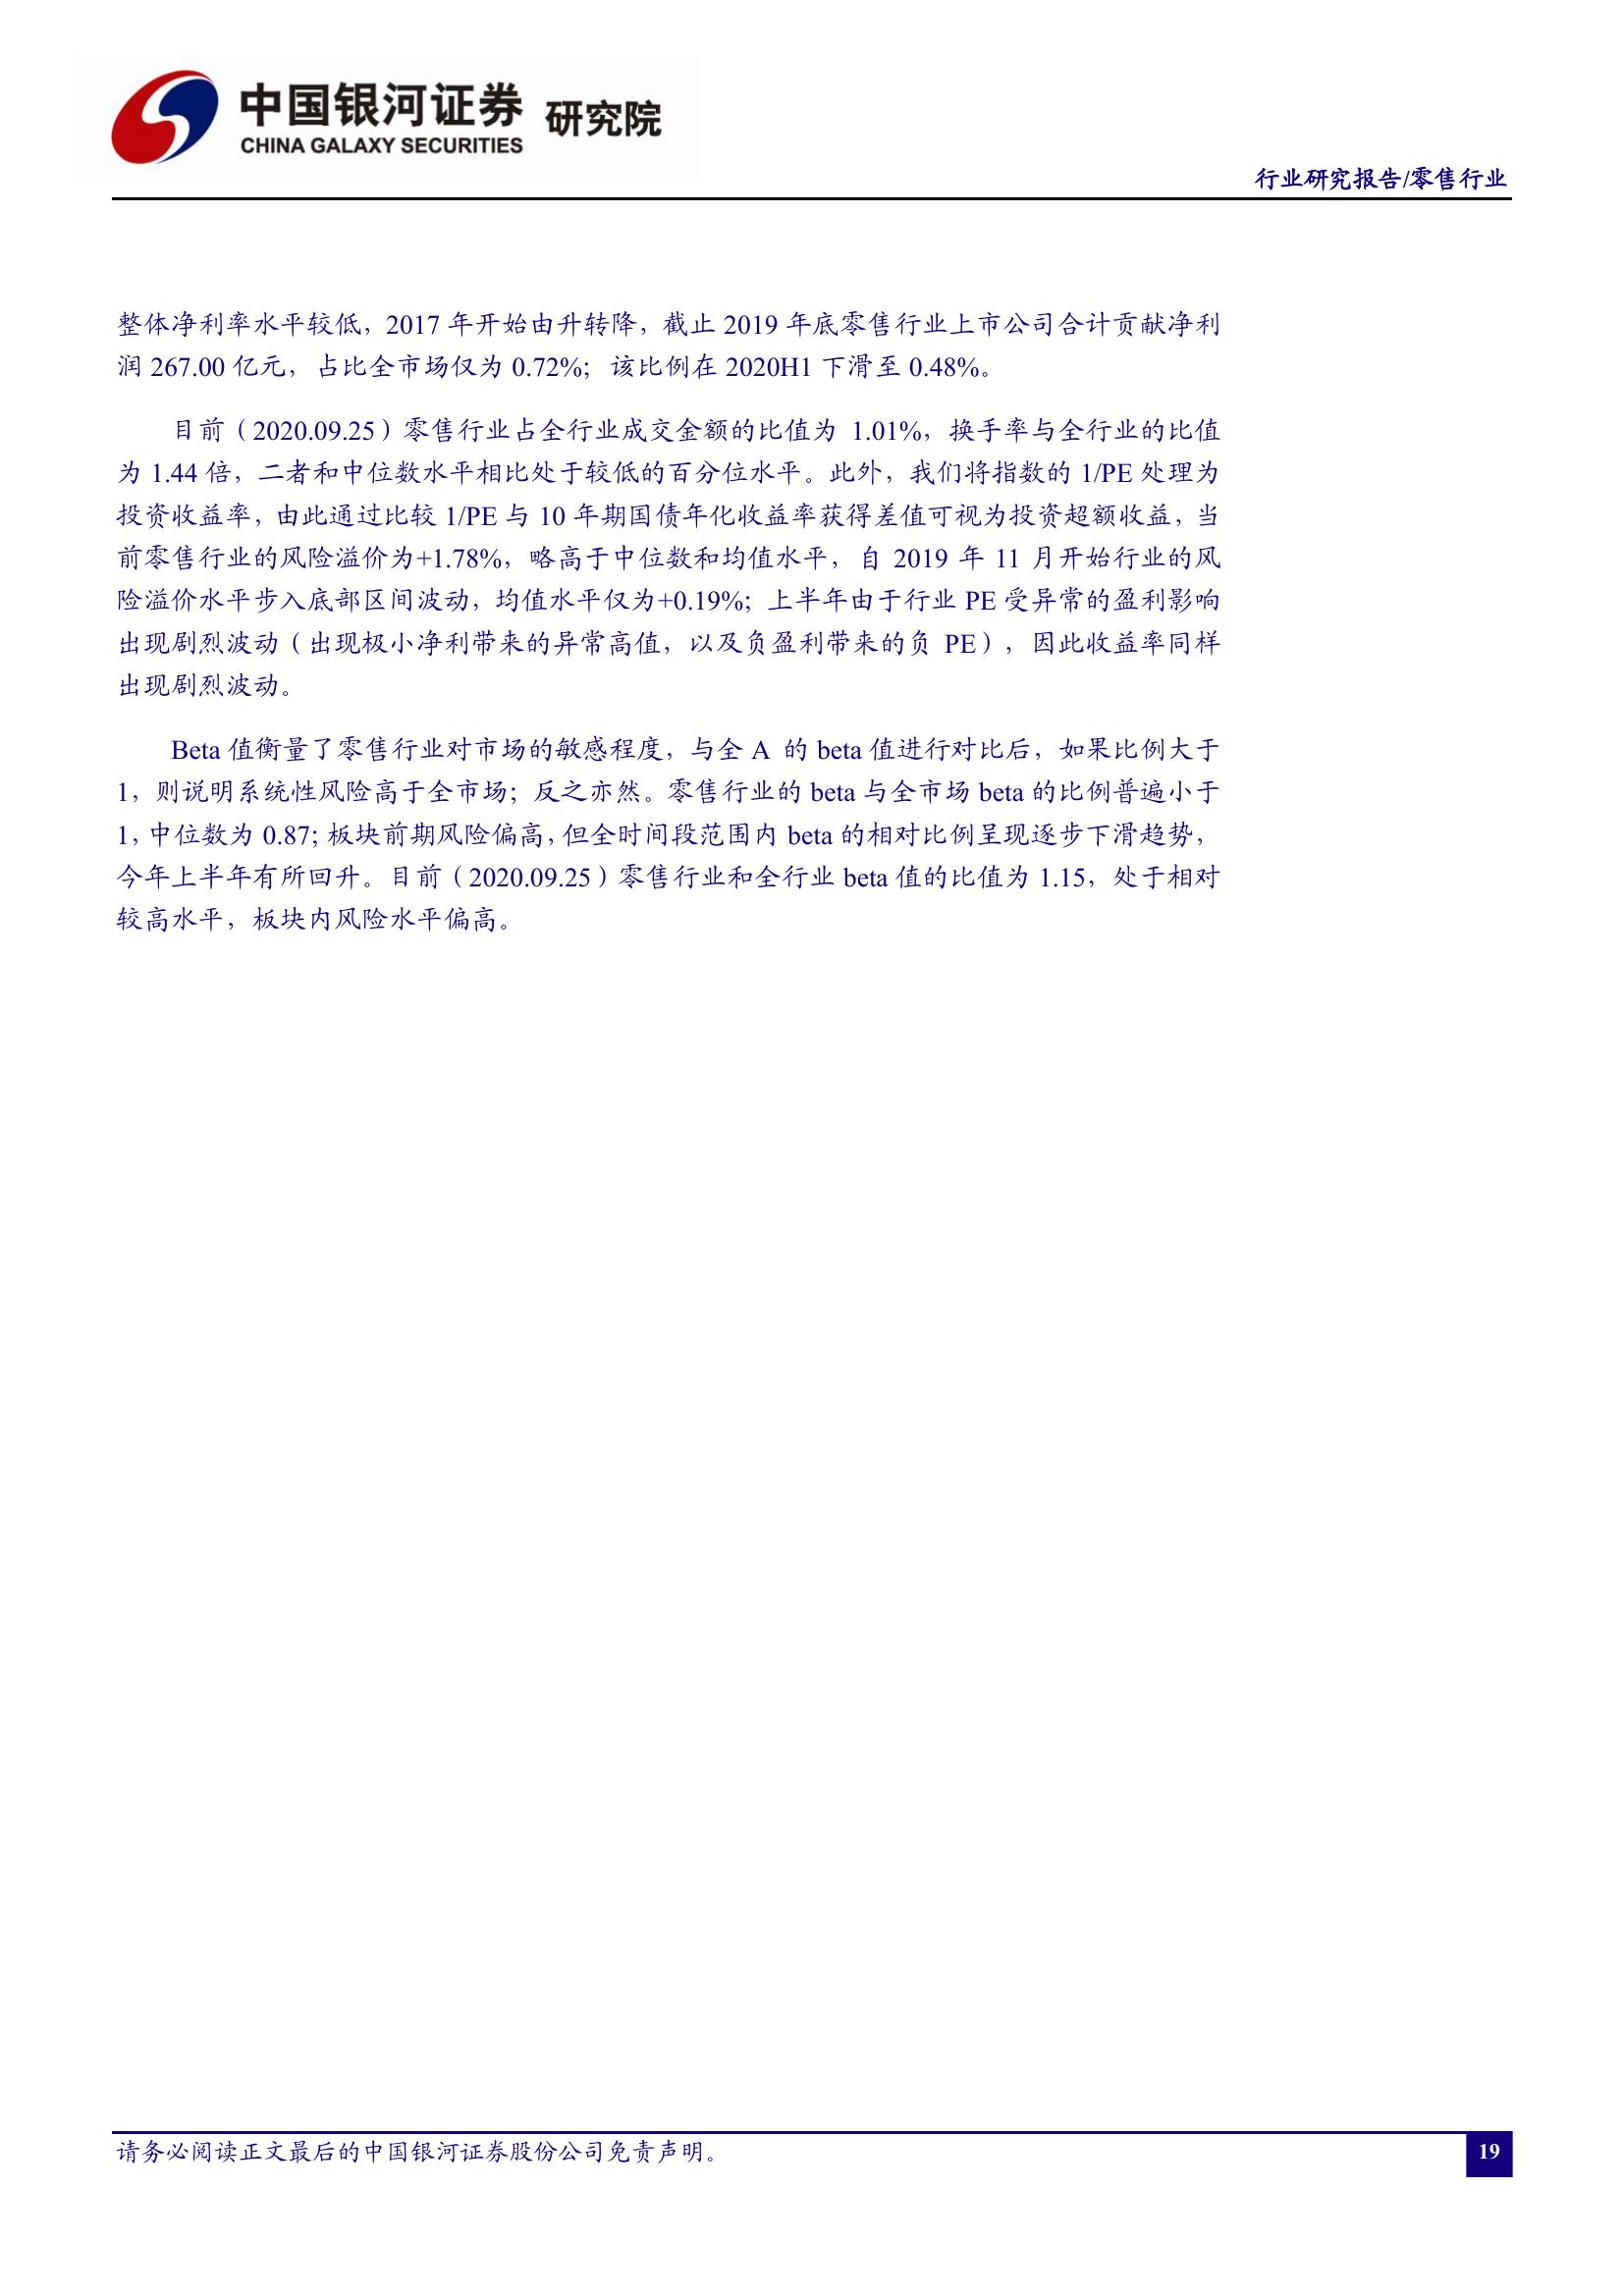 中国银河证券 研究院
CHINA GALAXY SECURITIES
行业研究报告/零售行业
整体净利率水平较低，2017 年开始由升转降，截止 2019 年底零售行业上市公司合计贡献净利
润 267.00 亿元，占比全市场仅为 0.72%；该比例在 2020H1 下滑至 0.48%。
目前（2020.09.25）零售行业占全行业成交金额的比值为 1.01%，换手率与全行业的比值
为 1.44 倍，二者和中位数水平相比处于较低的百分位水平。此外，我们将指数的 1/PE 处理为
投资收益率，由此通过比较 1/PE 与 10 年期国债年化收益率获得差值可视为投资超额收益，当
前零售行业的风险溢价为+1.78%，略高于中位数和均值水平，自 2019 年 11 月开始行业的风
险溢价水平步入底部区间波动，均值水平仅为+0.19%；上半年由于行业 PE 受异常的盈利影响
出现剧烈波动（出现极小净利带来的异常高值，以及负盈利带来的负 PE），因此收益率同样
出现剧烈波动。
Beta 值衡量了零售行业对市场的敏感程度，与全 A 的 beta 值进行对比后，如果比例大于
1，则说明系统性风险高于全市场；反之亦然。零售行业的 beta 与全市场 beta 的比例普遍小于
1，中位数为 0.87；板块前期风险偏高，但全时间段范围内 beta 的相对比例呈现逐步下滑趋势，
今年上半年有所回升。目前（2020.09.25）零售行业和全行业 beta 值的比值为 1.15，处于相对
较高水平，板块内风险水平偏高。
请务必阅读正文最后的中国银河证券股份公司免责声明。
19